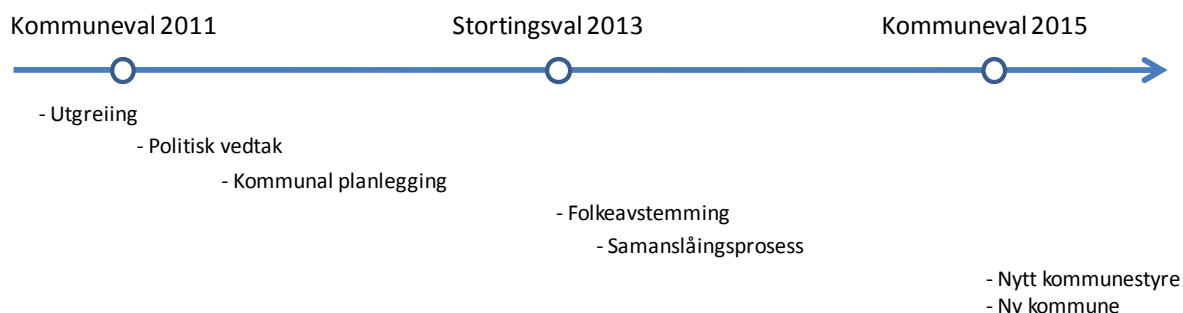 Kommuneval 2011 Stortingsval 2013 Kommuneval 2015
- Utgreiing
- Politisk vedtak
- Kommunal planlegging
- Folkeavstemming
- Samanslåingsprosess
- Nytt kommunestyre
- Ny kommune